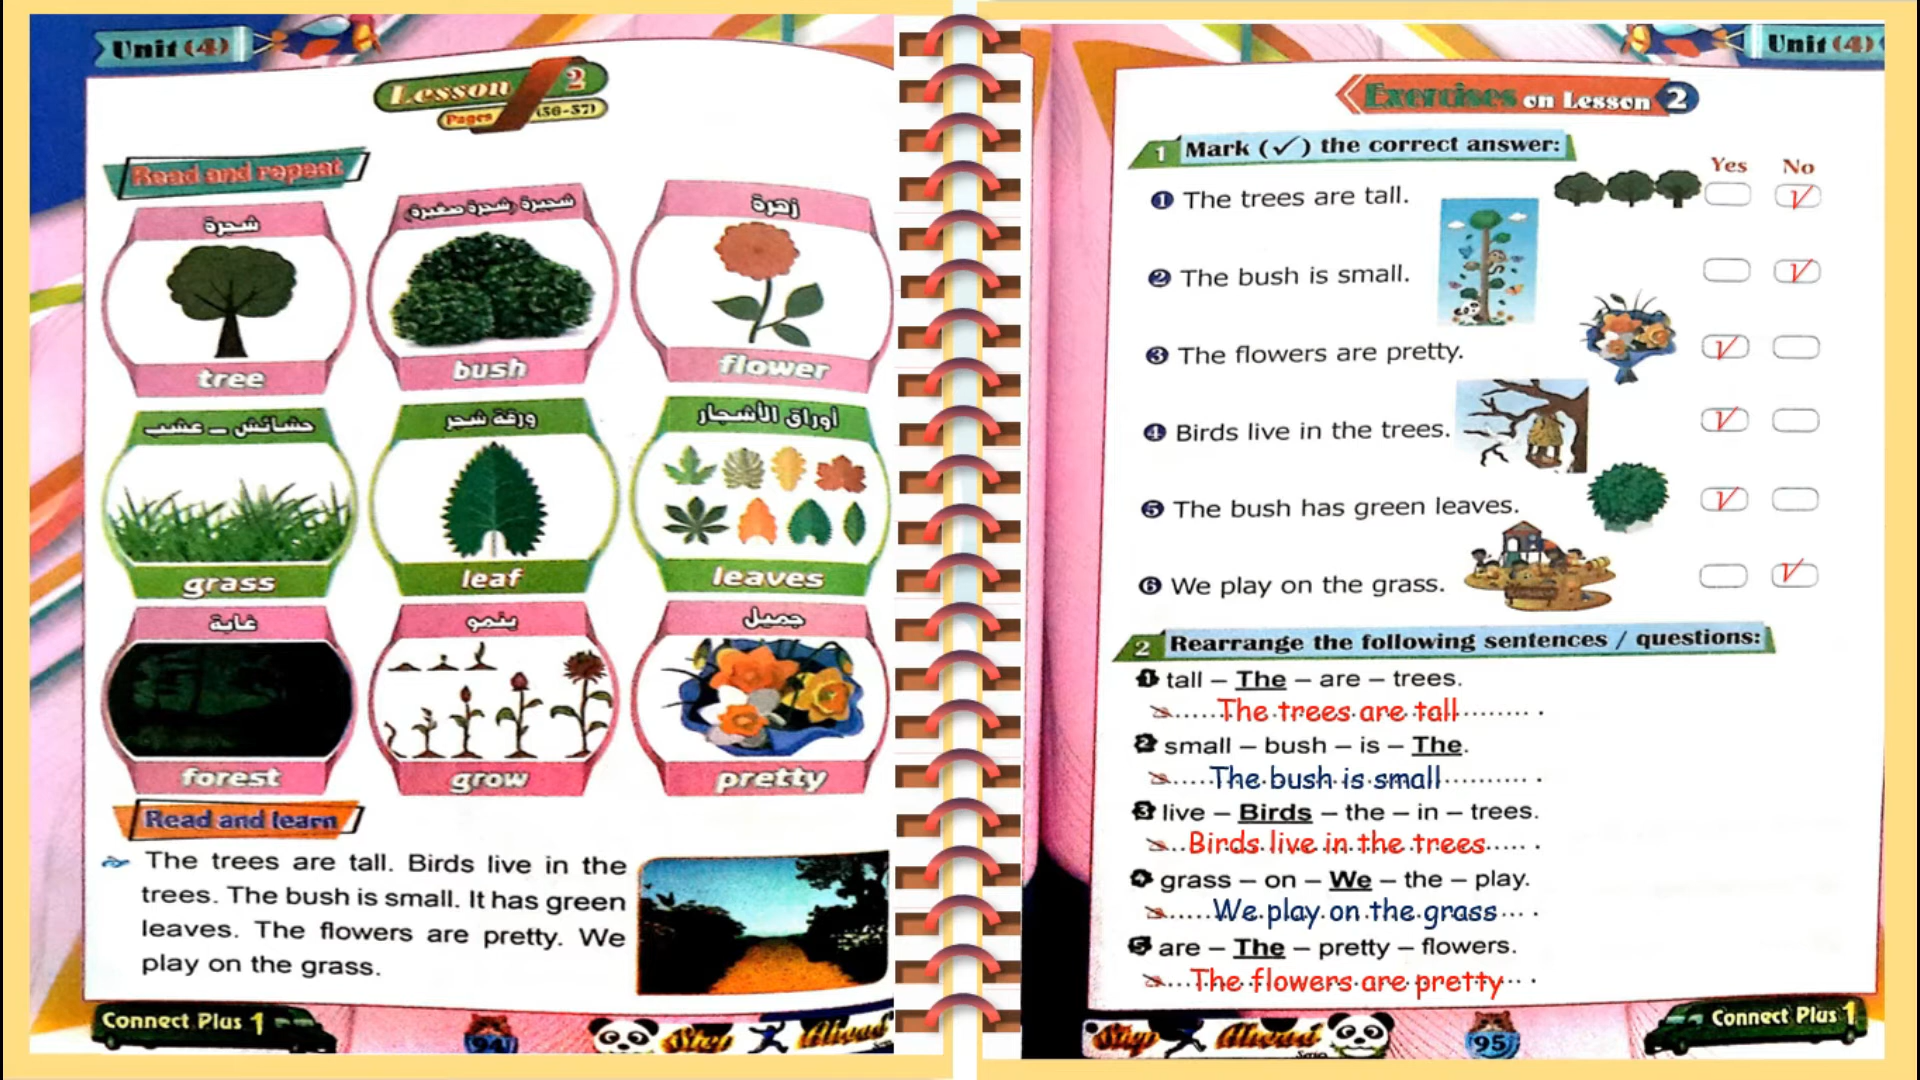 Unit (4)
Lesson 2
Pages (56-57)
Read and repeat
شجرة
شجيرة (شجرة صغيرة)
زهرة
tree
bush
flower
حشائش – عشب
ورقة شجر
أوراق الأشجار
grass
leaf
leaves
غابة
ينمو
جميل
forest
grow
pretty
Read and learn
The trees are tall. Birds live in the
trees. The bush is small. It has green
leaves. The flowers are pretty. We
play on the grass.
Connect Plus 1
94
Step Ahead
Unit (4)
Exercises on Lesson 2
1 Mark (✓) the correct answer:
Yes No
1 The trees are tall.
2 The bush is small.
3 The flowers are pretty.
4 Birds live in the trees.
5 The bush has green leaves.
6 We play on the grass.
2 Rearrange the following sentences / questions:
1 tall – The – are – trees.
The trees are tall
2 small – bush – is – The.
The bush is small
3 live – Birds – the – in – trees.
Birds live in the trees
4 grass – on – We – the – play.
We play on the grass
5 are – The – pretty – flowers.
The flowers are pretty
Step Ahead
95
Connect Plus 1